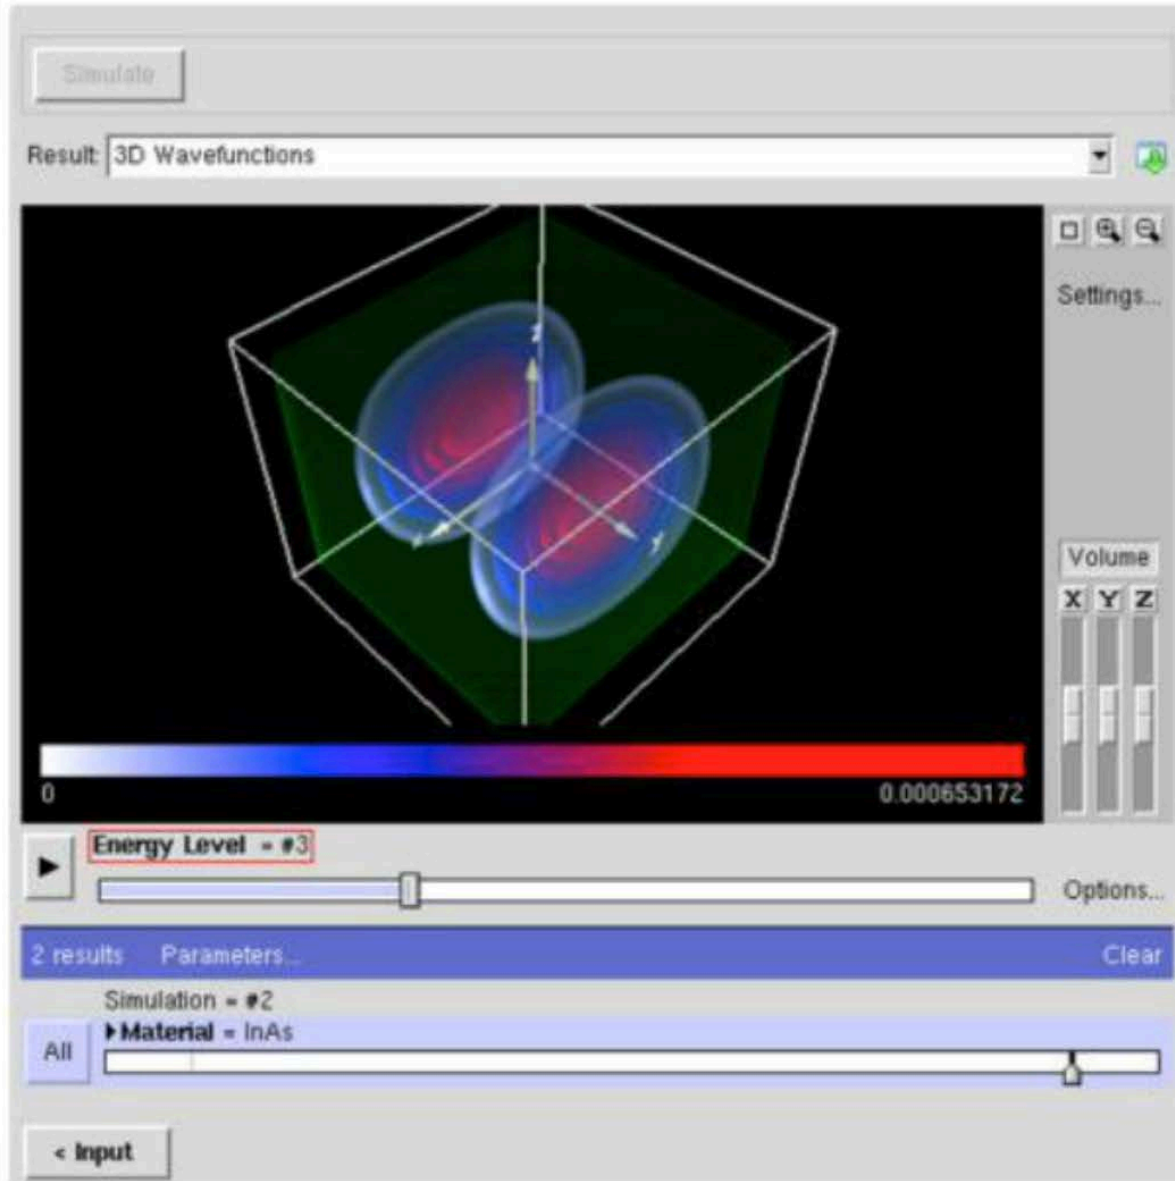 Simulate
Result: 3D Wavefunctions
Settings...
z
Y
Volume
X Y Z
0 0.000653172
Energy Level = #3
Options...
2 results Parameters... Clear
Simulation = #2
Material = InAs
All
< Input